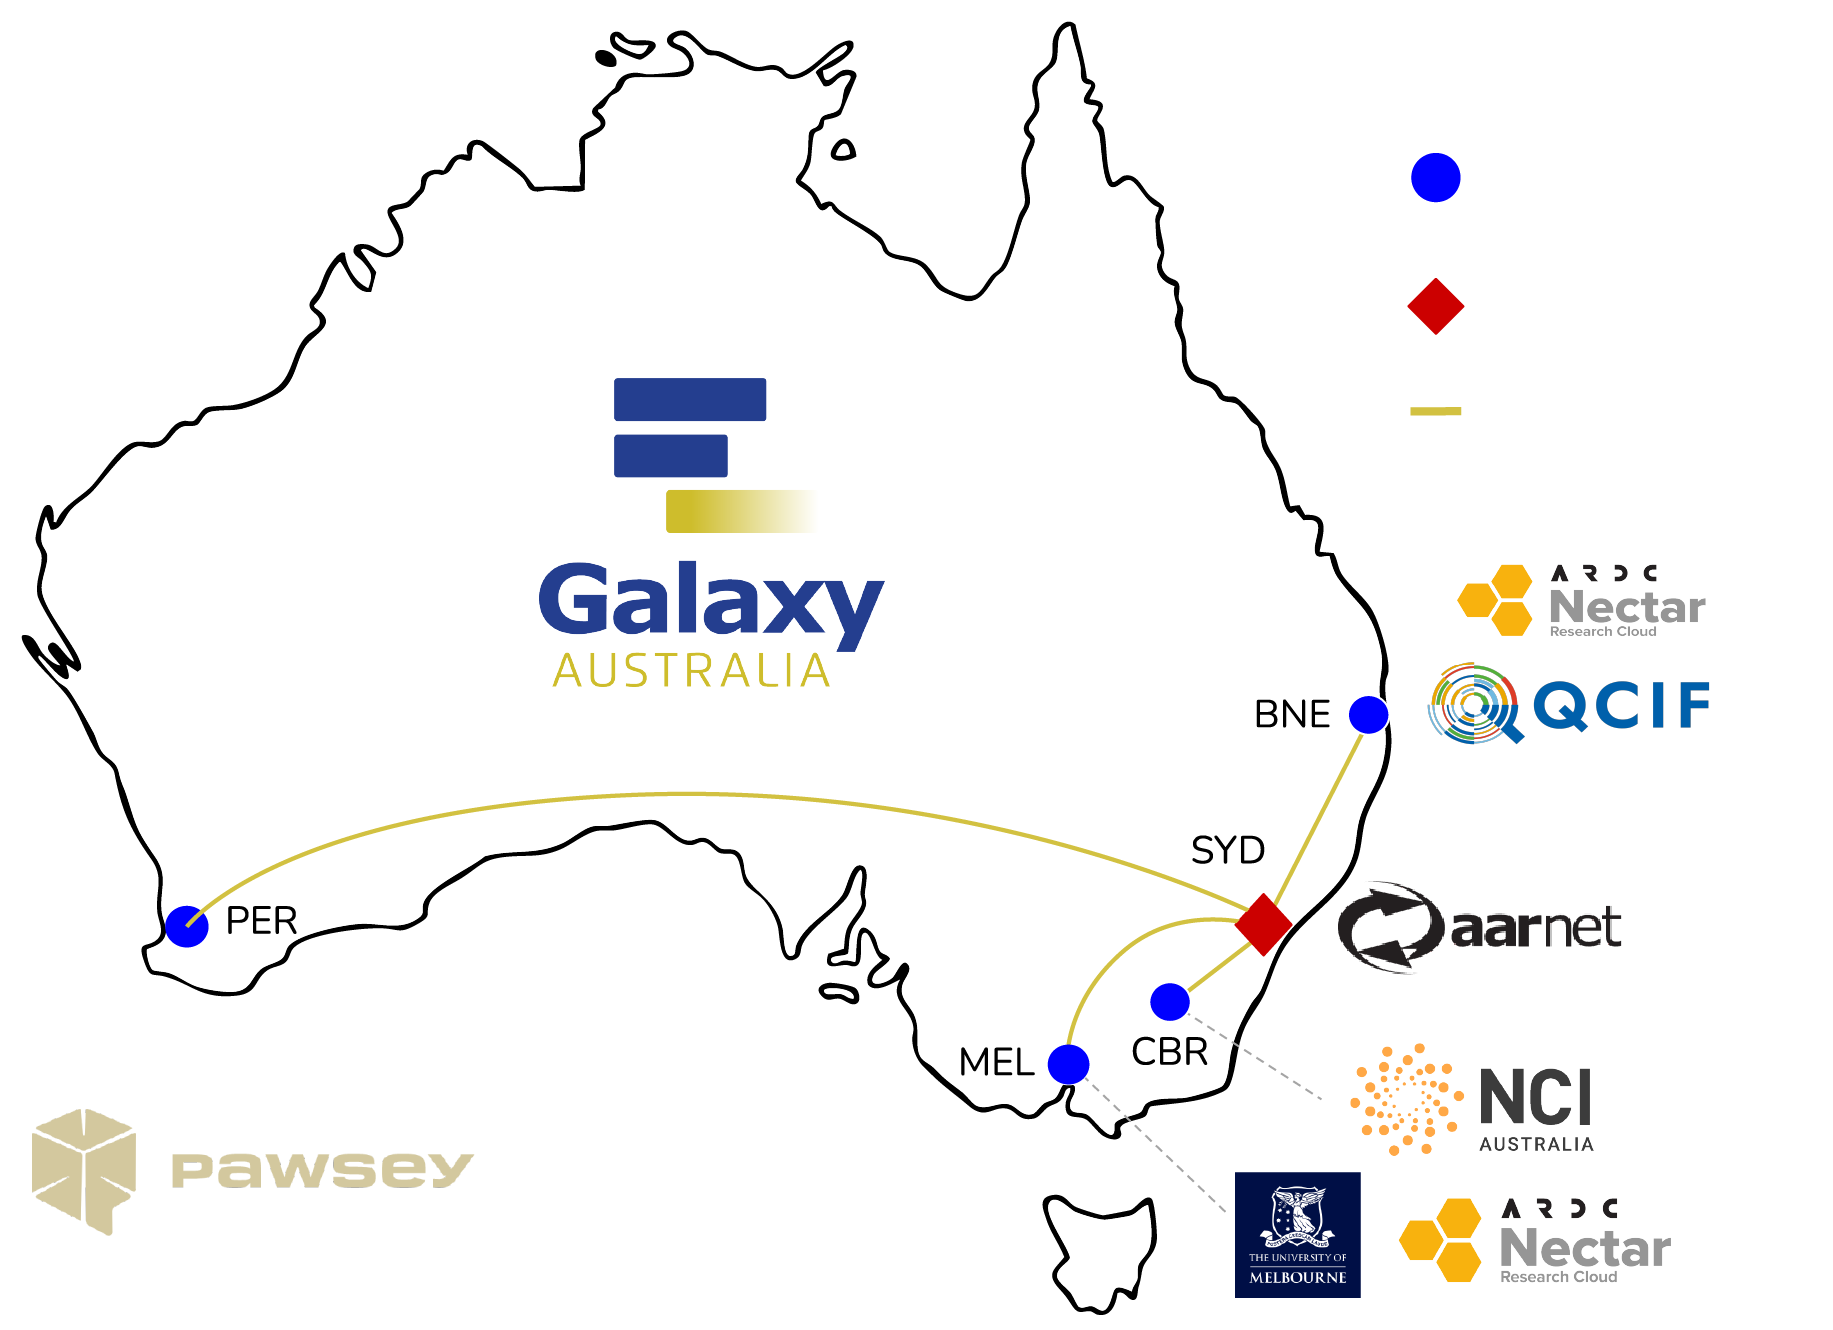 Galaxy
AUSTRALIA
ARDC
Nectar
Research Cloud
BNE
QCIF
SYD
PER
aarnet
MEL
CBR
NCI
AUSTRALIA
PAWSEY
THE UNIVERSITY OF
MELBOURNE
ARDC
Nectar
Research Cloud